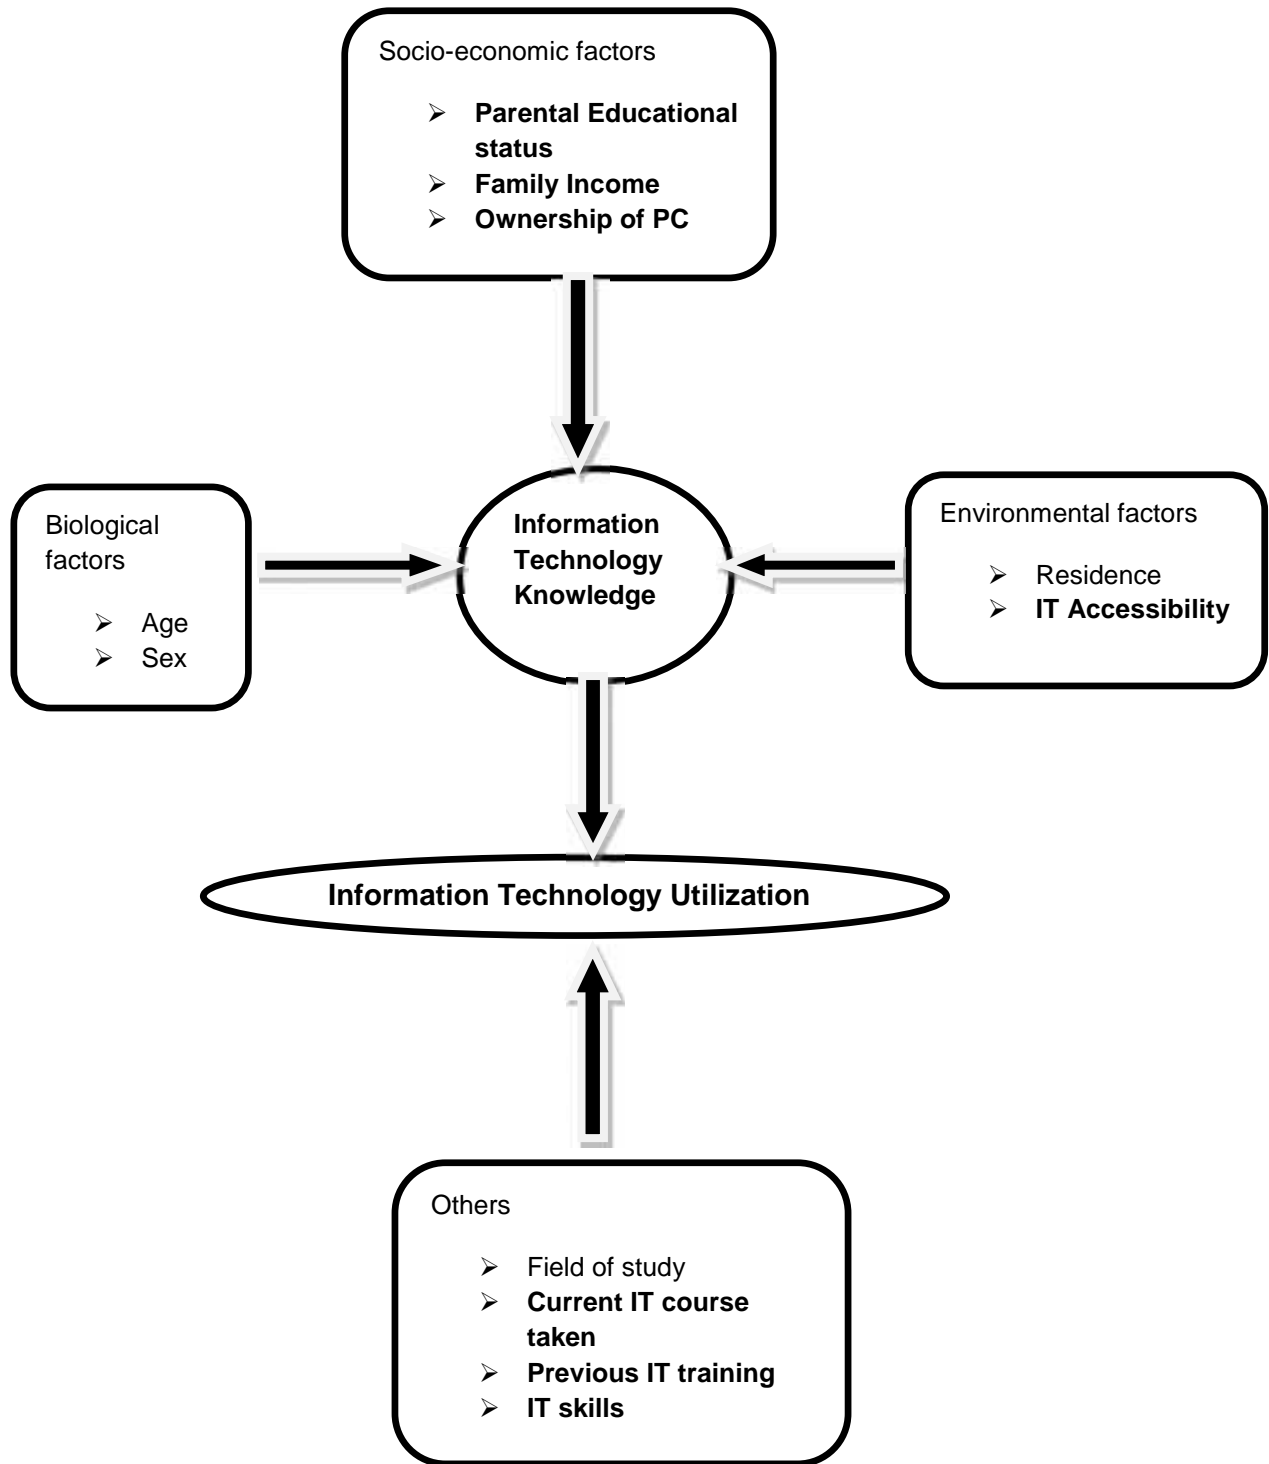 Socio-economic factors
➢ Parental Educational
status
➢ Family Income
➢ Ownership of PC
Biological
factors
➢ Age
➢ Sex
Information
Technology
Knowledge
Environmental factors
➢ Residence
➢ IT Accessibility
Information Technology Utilization
Others
➢ Field of study
➢ Current IT course
taken
➢ Previous IT training
➢ IT skills